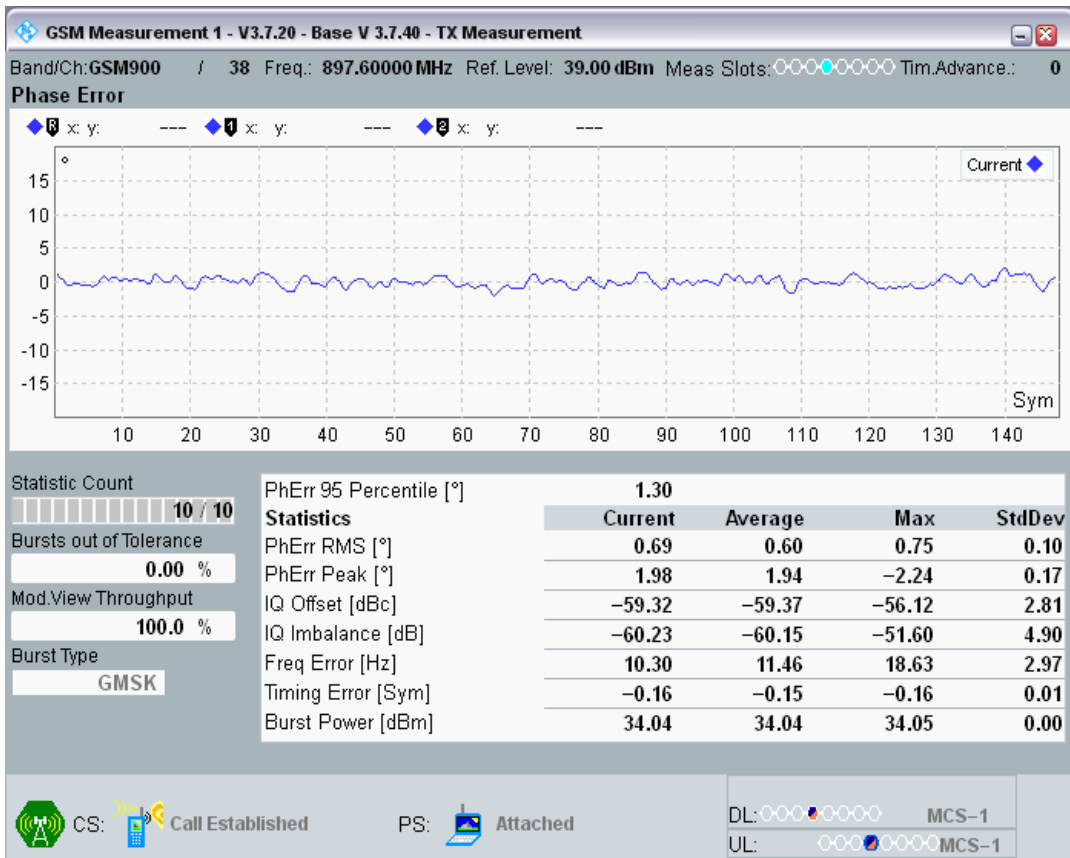 GSM Measurement 1 - V3.7.20 - Base V 3.7.40 - TX Measurement
Band/Ch:GSM900 / 38 Freq.: 897.60000 MHz Ref. Level: 39.00 dBm Meas Slots: Tim.Advance.: 0
Phase Error
R x: y: --- 1 x: y: --- 2 x: y: ---
° Current
15
10
5
0
-5
-10
-15
Sym
10 20 30 40 50 60 70 80 90 100 110 120 130 140
Statistic Count
10 / 10
Bursts out of Tolerance
0.00 %
Mod.View Throughput
100.0 %
Burst Type
GMSK
PhErr 95 Percentile [°] 1.30
Statistics Current Average Max StdDev
PhErr RMS [°] 0.69 0.60 0.75 0.10
PhErr Peak [°] 1.98 1.94 −2.24 0.17
IQ Offset [dBc] −59.32 −59.37 −56.12 2.81
IQ Imbalance [dB] −60.23 −60.15 −51.60 4.90
Freq Error [Hz] 10.30 11.46 18.63 2.97
Timing Error [Sym] −0.16 −0.15 −0.16 0.01
Burst Power [dBm] 34.04 34.04 34.05 0.00
CS: Call Established PS: Attached
DL: MCS−1
UL: MCS−1